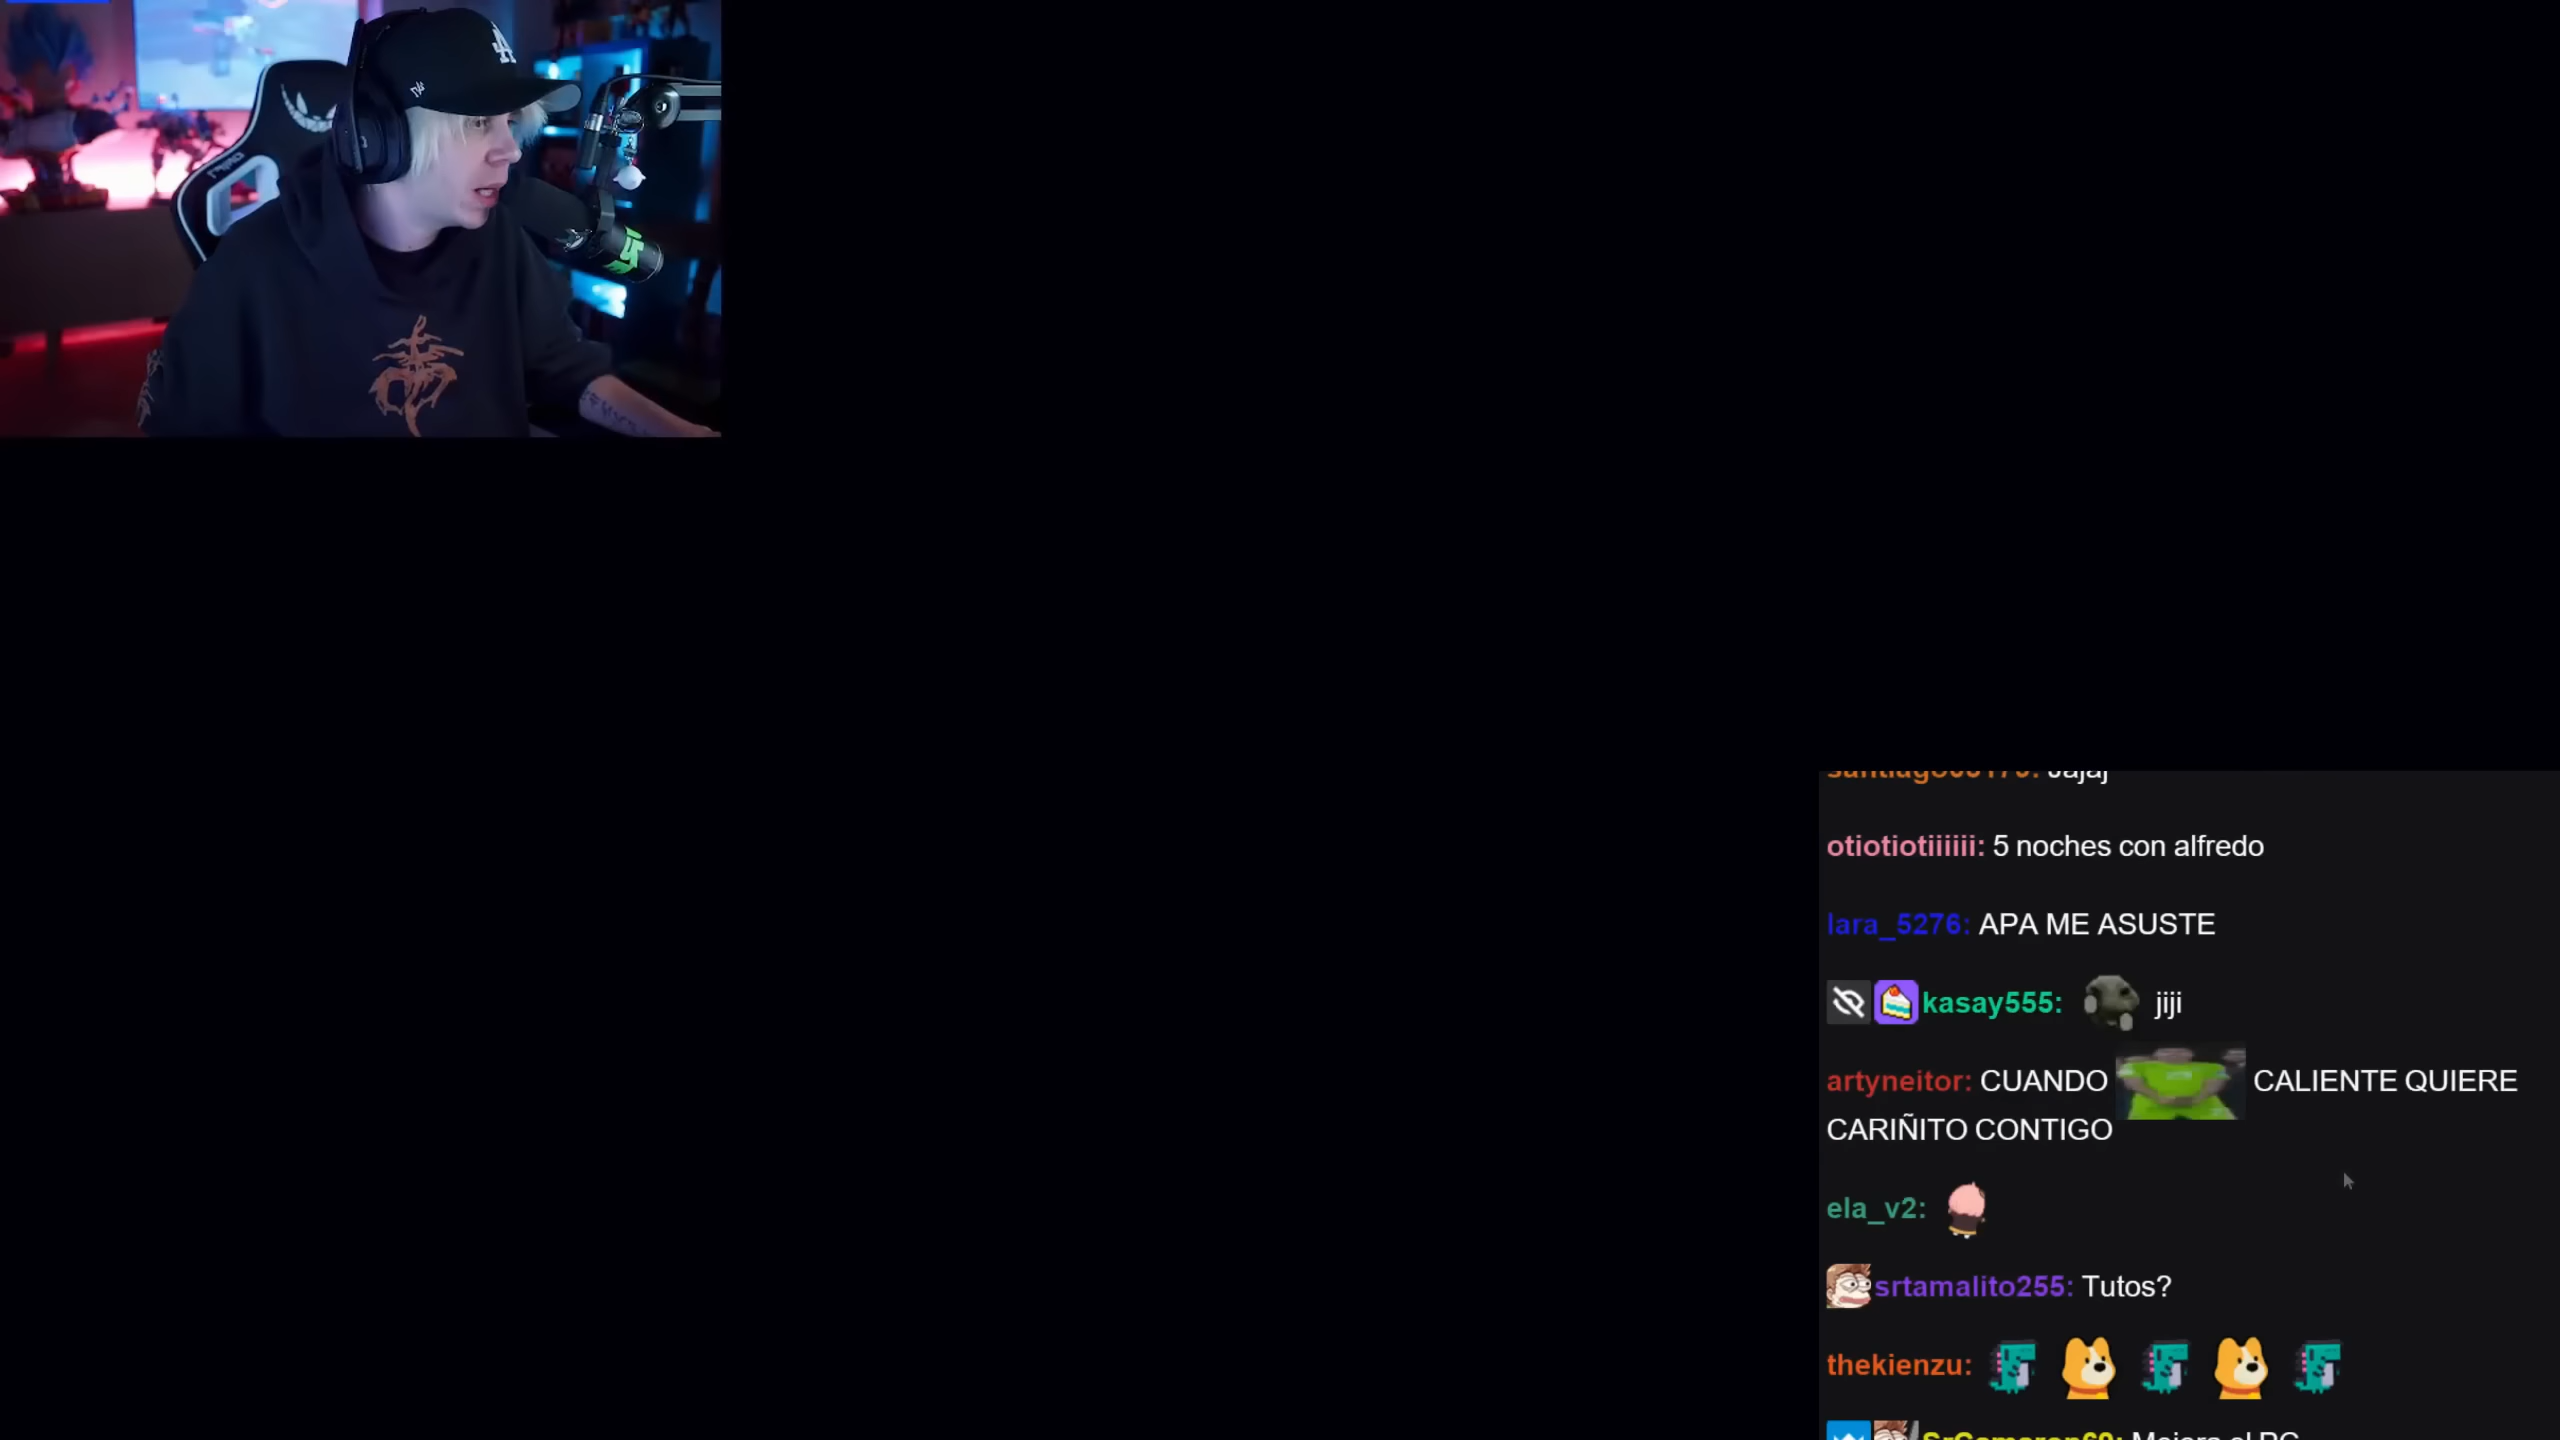 Jajaj
otiotiotiiiiii: 5 noches con alfredo
lara_5276: APA ME ASUSTE
kasay555: jiji
artyneitor: CUANDO CALIENTE QUIERE
CARIÑITO CONTIGO
ela_v2:
srtamalito255: Tutos?
thekienzu: